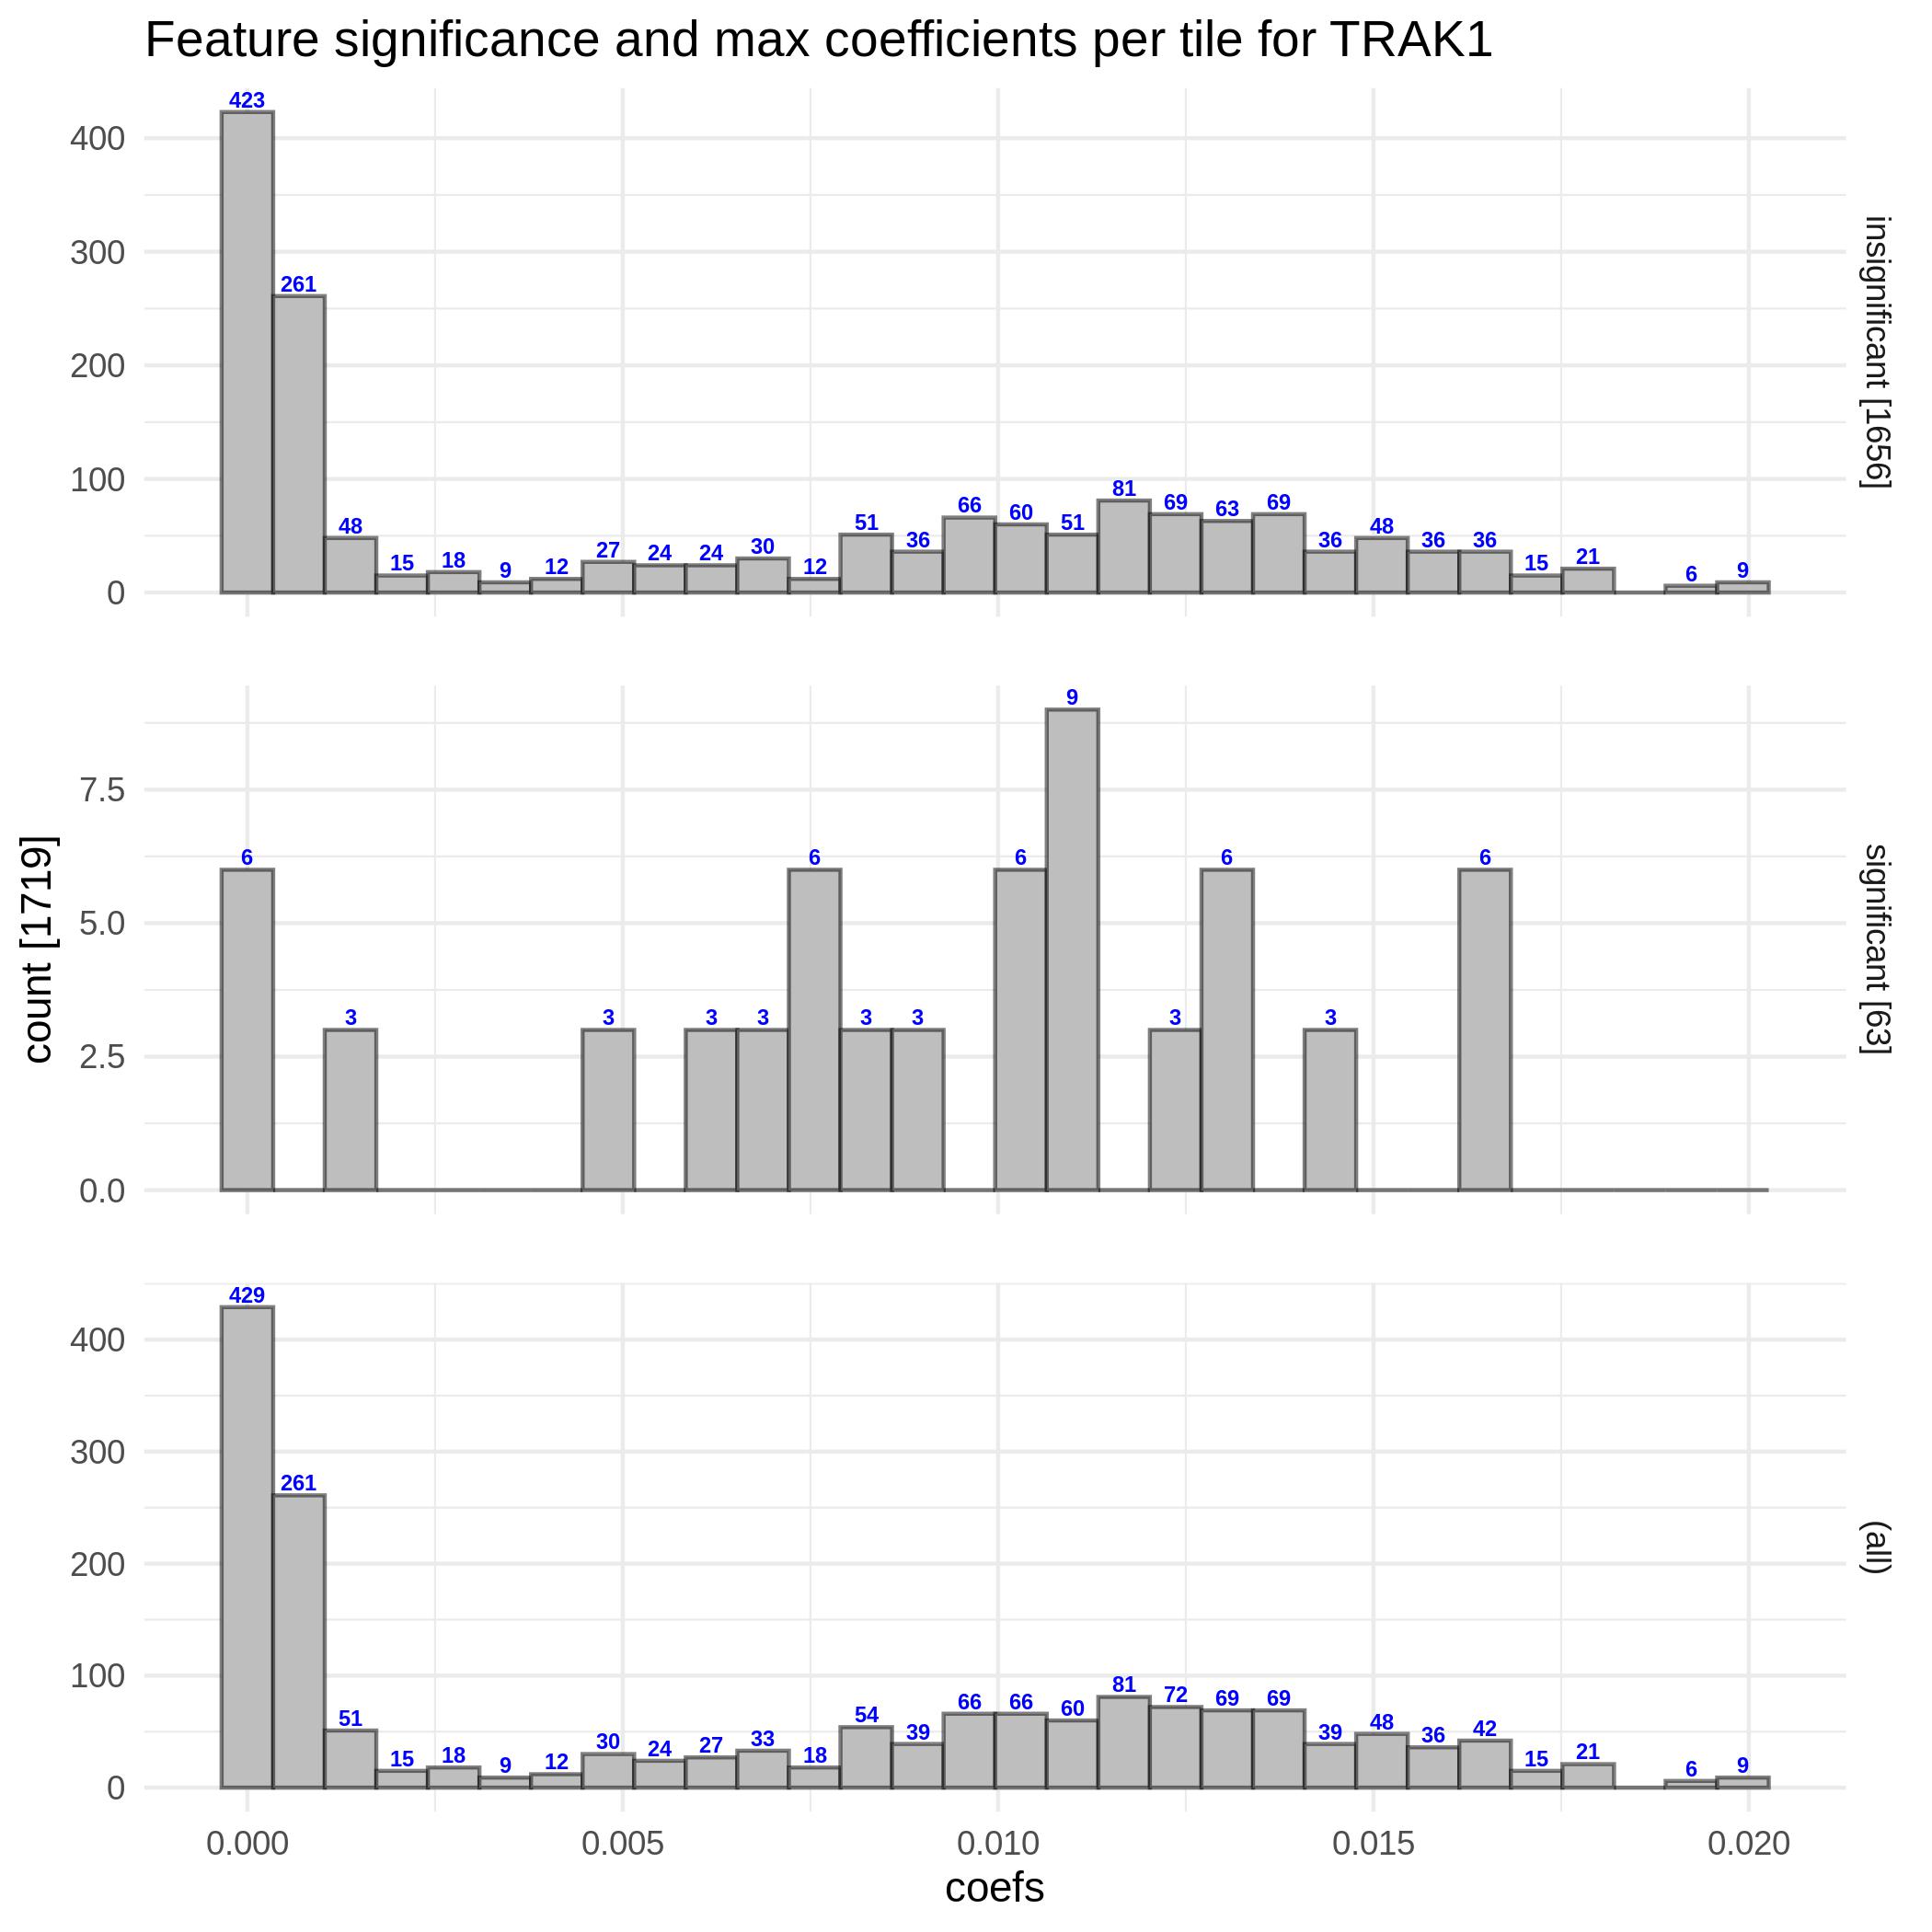 Feature significance and max coefficients per tile for TRAK1
count [1719]
insignificant [1656]
400
300
200
100
0
423 261 48 15 18 9 12 27 24 24 30 12 51 36 66 60 51 81 69 63 69 36 48 36 36 15 21 6 9
significant [63]
7.5
5.0
2.5
0.0
6 3 3 3 3 6 3 3 6 9 3 6 3 6
(all)
400
300
200
100
0
429 261 51 15 18 9 12 30 24 27 33 18 54 39 66 66 60 81 72 69 69 39 48 36 42 15 21 6 9
0.000 0.005 0.010 0.015 0.020
coefs